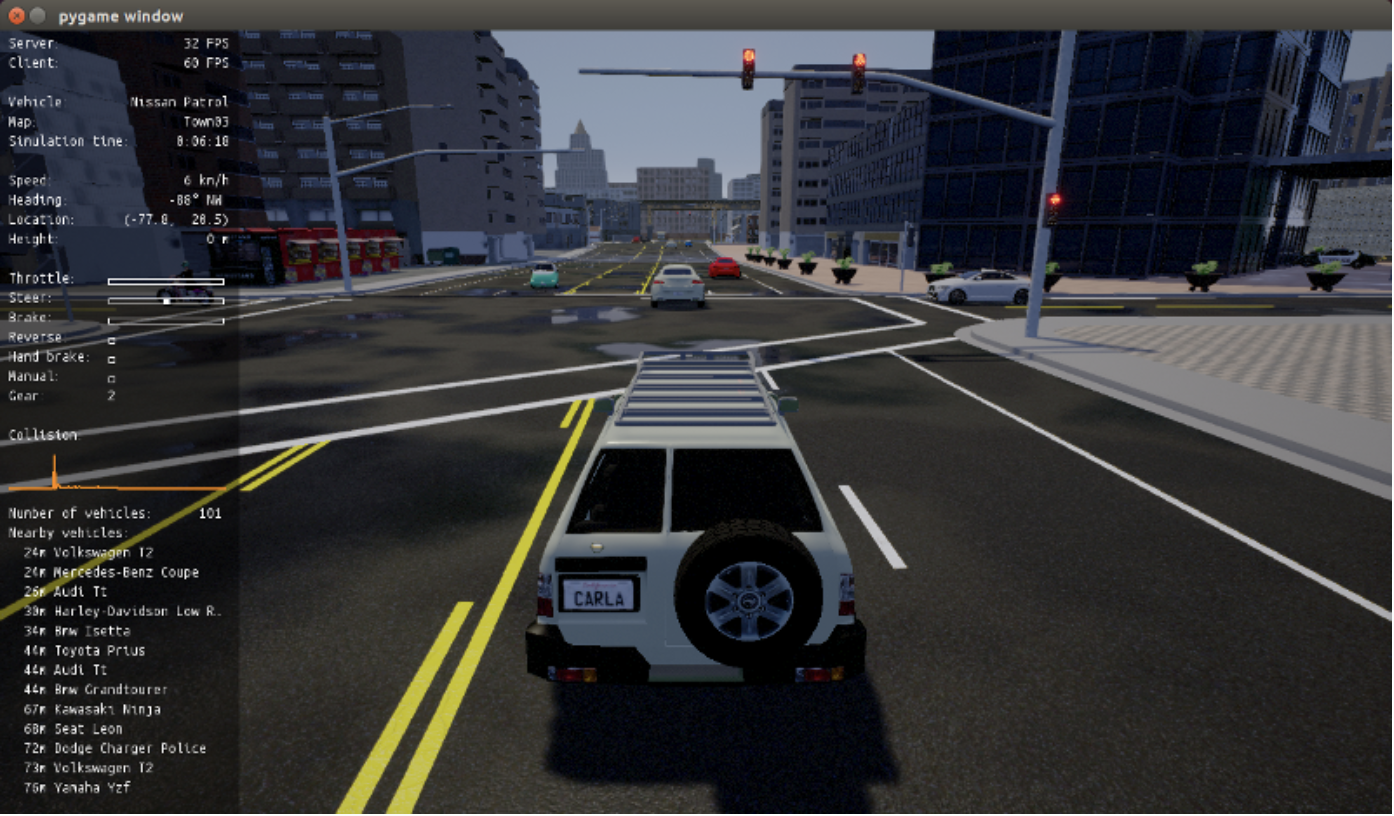 pygame window
Server: 32 FPS
Client: 60 FPS
Vehicle: Nissan Patrol
Map: Town03
Simulation time: 0:06:18
Speed: 6 km/h
Heading: -88° NW
Location: (-77.8, 20.5)
Height: 0 m
Throttle:
Steer:
Brake:
Reverse:
Hand brake:
Manual:
Gear: 2
Collision:
Number of vehicles: 101
Nearby vehicles:
24m Volkswagen T2
24m Mercedes-Benz Coupe
26m Audi Tt
30m Harley-Davidson Low R..
34m Bmw Isetta
44m Toyota Prius
44m Audi Tt
44m Bmw Grandtourer
67m Kawasaki Ninja
68m Seat Leon
72m Dodge Charger Police
73m Volkswagen T2
76m Yamaha Yzf
CARLA